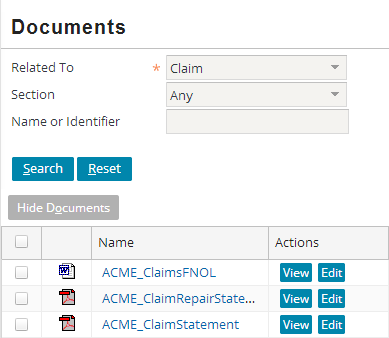 Documents
Related To * Claim
Section Any
Name or Identifier
Search Reset
Hide Documents
Name Actions
ACME_ClaimsFNOL View Edit
ACME_ClaimRepairState... View Edit
ACME_ClaimStatement View Edit